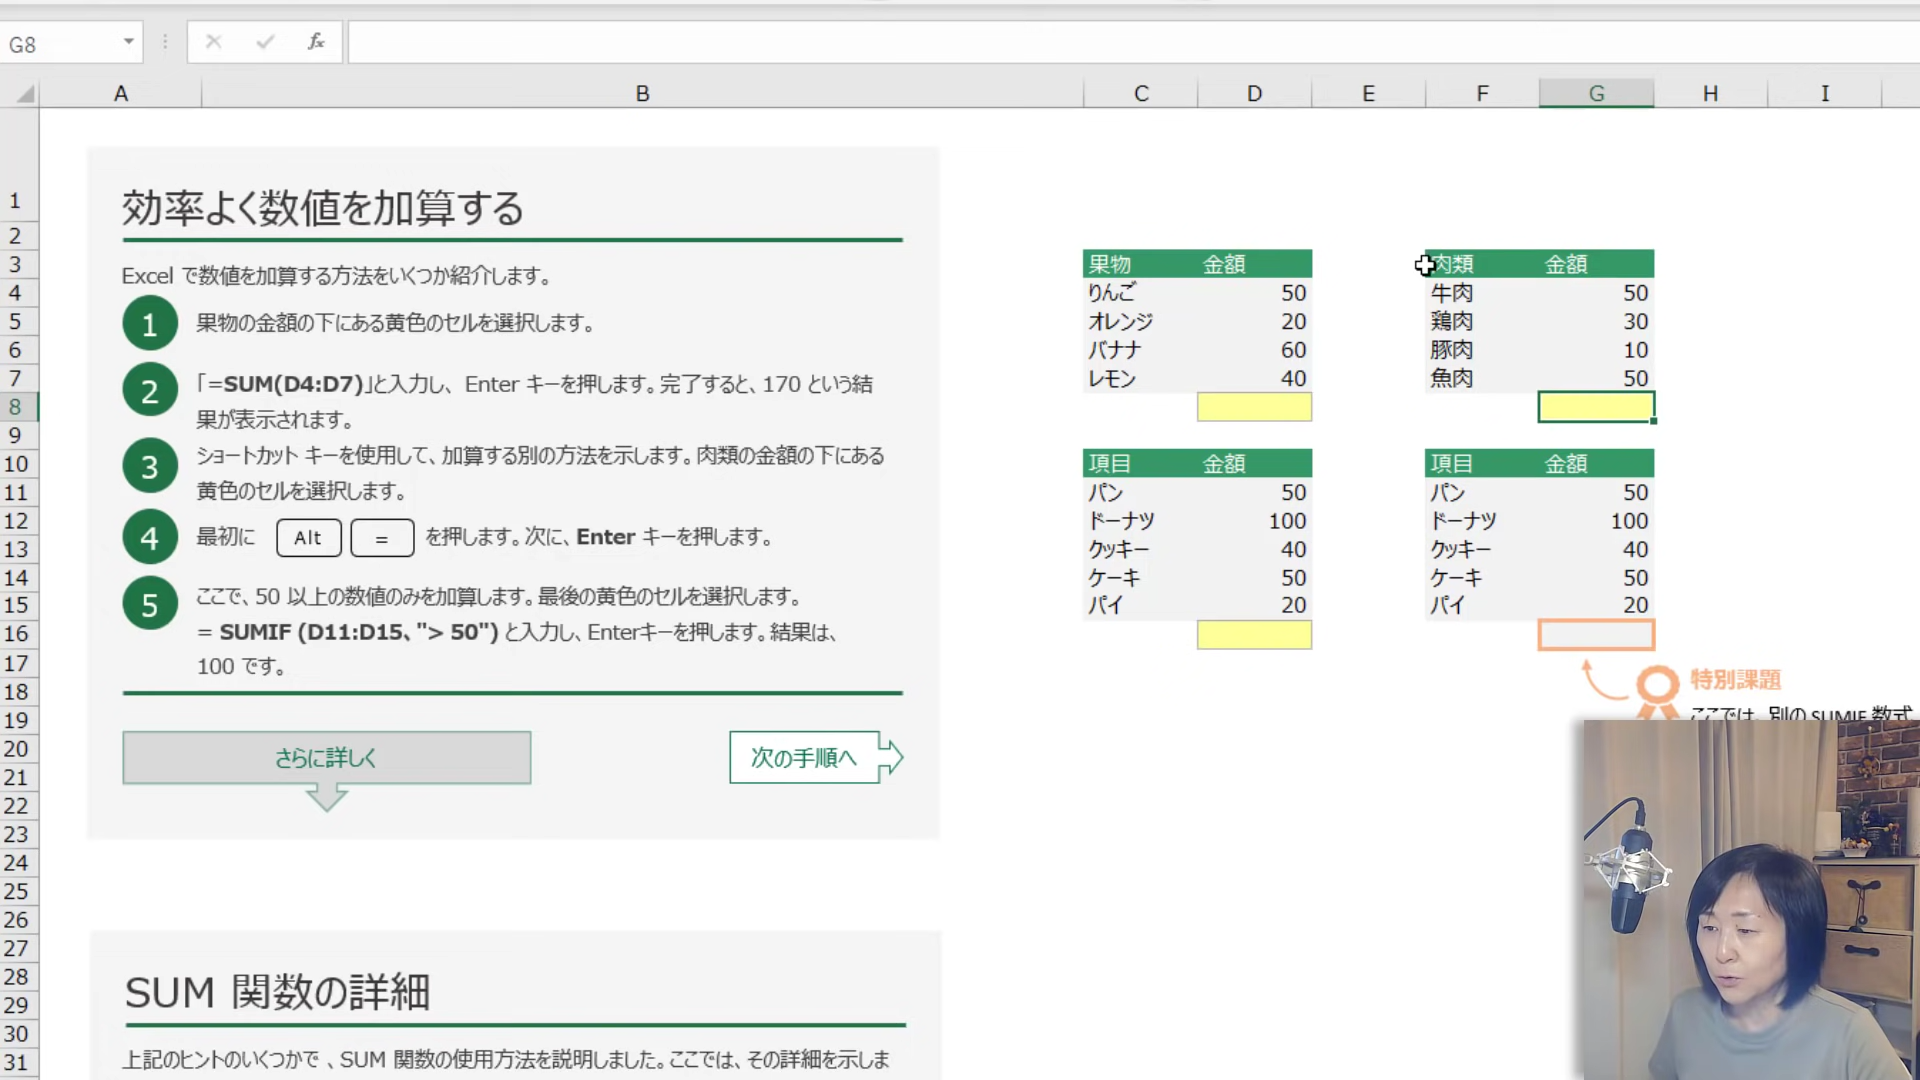 G8
fx
A B C D E F G H I
1
2
3
4
5
6
7
8
9
10
11
12
13
14
15
16
17
18
19
20
21
22
23
24
25
26
27
28
29
30
31
効率よく数値を加算する
Excel で数値を加算する方法をいくつか紹介します。
1 果物の金額の下にある黄色のセルを選択します。
2 「=SUM(D4:D7)」と入力し、 Enter キーを押します。完了すると、170 という結
果が表示されます。
3 ショートカット キーを使用して、加算する別の方法を示します。肉類の金額の下にある
黄色のセルを選択します。
4 最初に Alt = を押します。次に、Enter キーを押します。
5 ここで、50 以上の数値のみを加算します。最後の黄色のセルを選択します。
= SUMIF (D11:D15、"> 50") と入力し、Enterキーを押します。結果は、
100 です。
さらに詳しく
次の手順へ
SUM 関数の詳細
上記のヒントのいくつかで 、SUM 関数の使用方法を説明しました。ここでは、その詳細を示しま
果物 金額
りんご 50
オレンジ 20
バナナ 60
レモン 40
肉類 金額
牛肉 50
鶏肉 30
豚肉 10
魚肉 50
項目 金額
パン 50
ドーナツ 100
クッキー 40
ケーキ 50
パイ 20
項目 金額
パン 50
ドーナツ 100
クッキー 40
ケーキ 50
パイ 20
特別課題
ここでは、別の SUMIF 数式